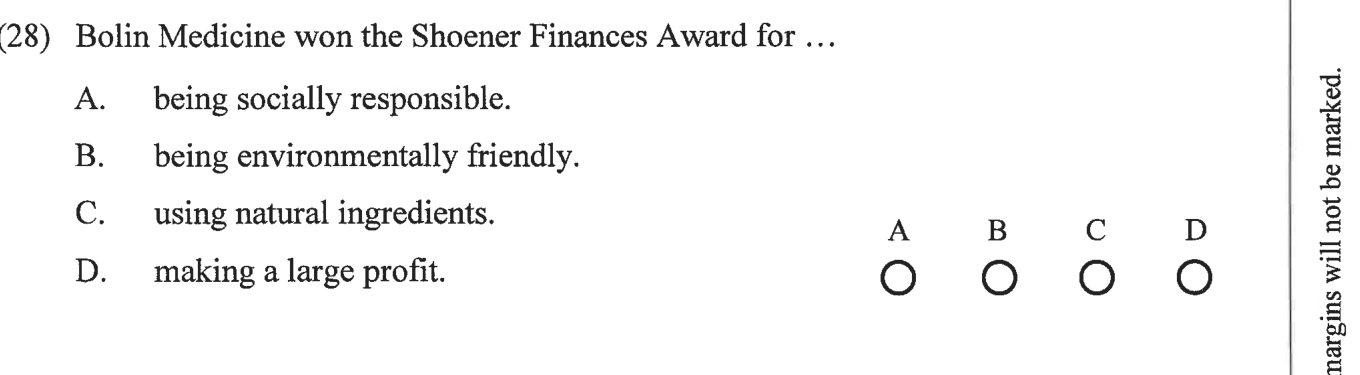 (28) Bolin Medicine won the Shoener Finances Award for …
A. being socially responsible.
B. being environmentally friendly.
C. using natural ingredients.
D. making a large profit.
A B C D
margins will not be marked.